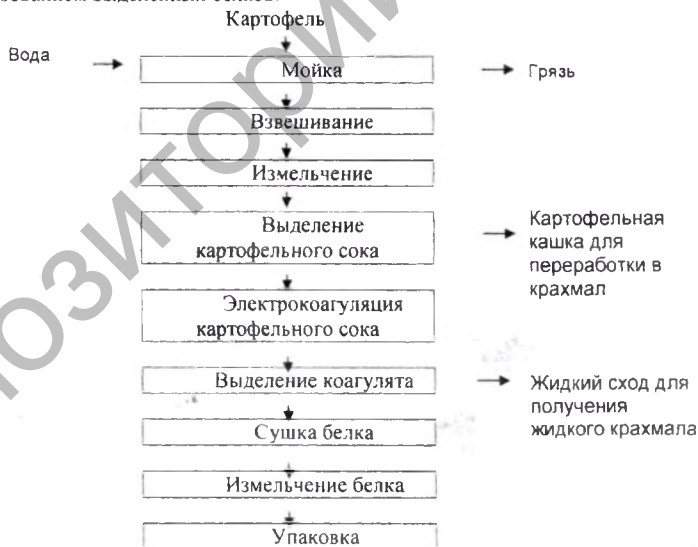 Картофель
Вода
Мойка
Грязь
Взвешивание
Измельчение
Выделение
картофельного сока
Картофельная
кашка для
переработки в
крахмал
Электрокоагуляция
картофельного сока
Выделение коагулята
Жидкий сход для
получения
жидкого крахмала
Сушка белка
Измельчение белка
Упаковка